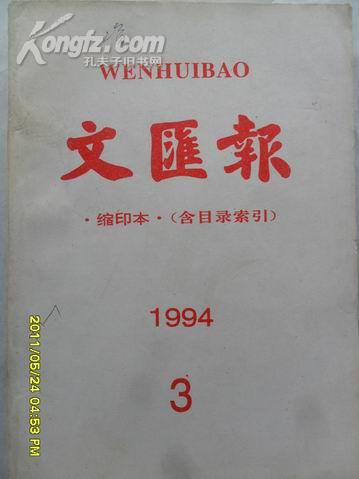 Kongfz.com
孔夫子旧书网
WENHUIBAO
文匯報
·缩印本·（含目录索引）
1994
3
2011/05/24 04:53 PM